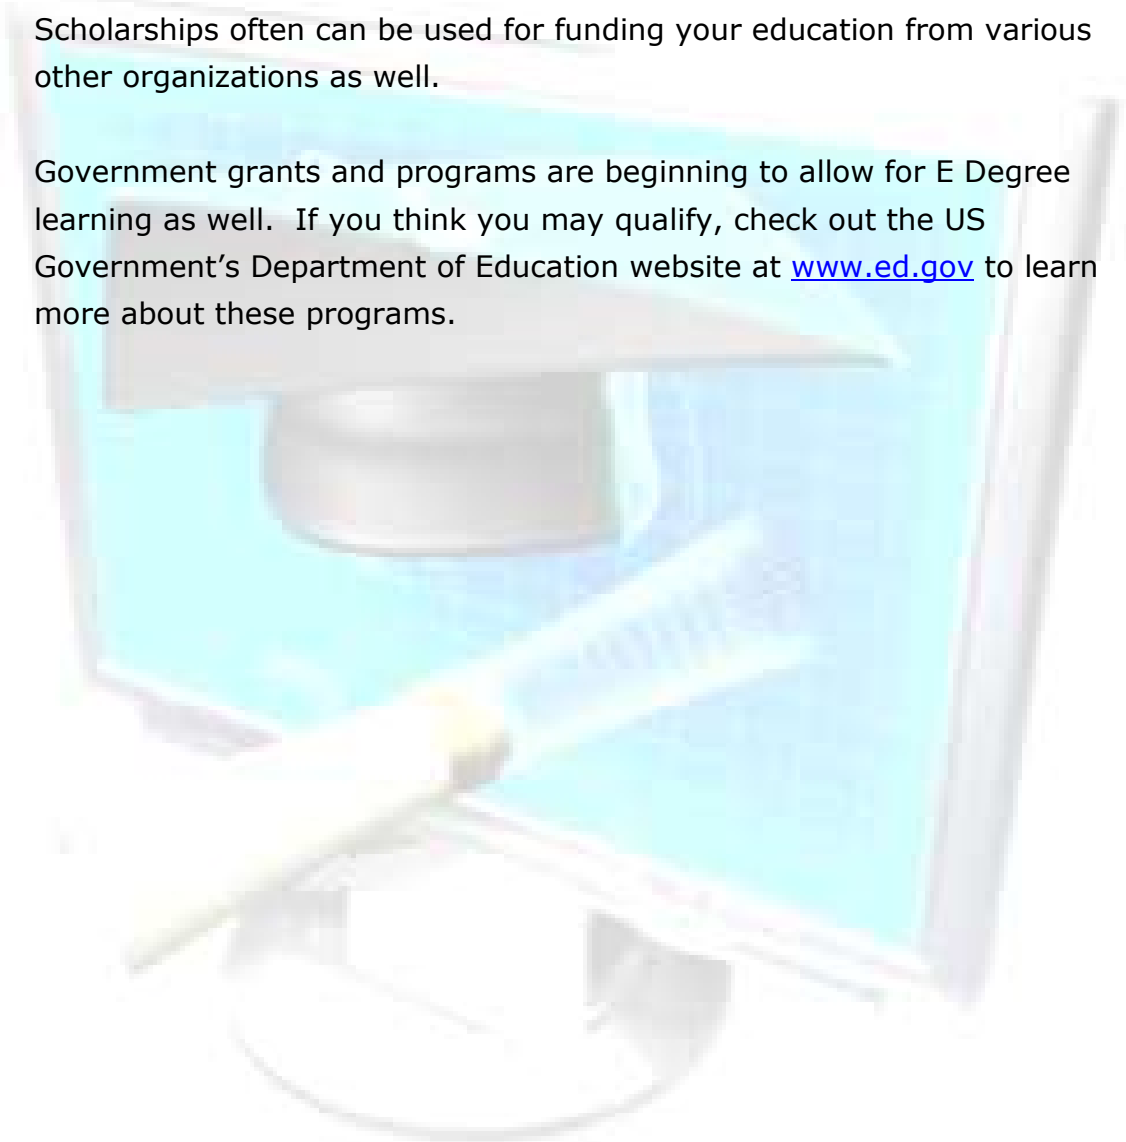 Scholarships often can be used for funding your education from various
other organizations as well.
Government grants and programs are beginning to allow for E Degree
learning as well.  If you think you may qualify, check out the US
Government’s Department of Education website at www.ed.gov to learn
more about these programs.